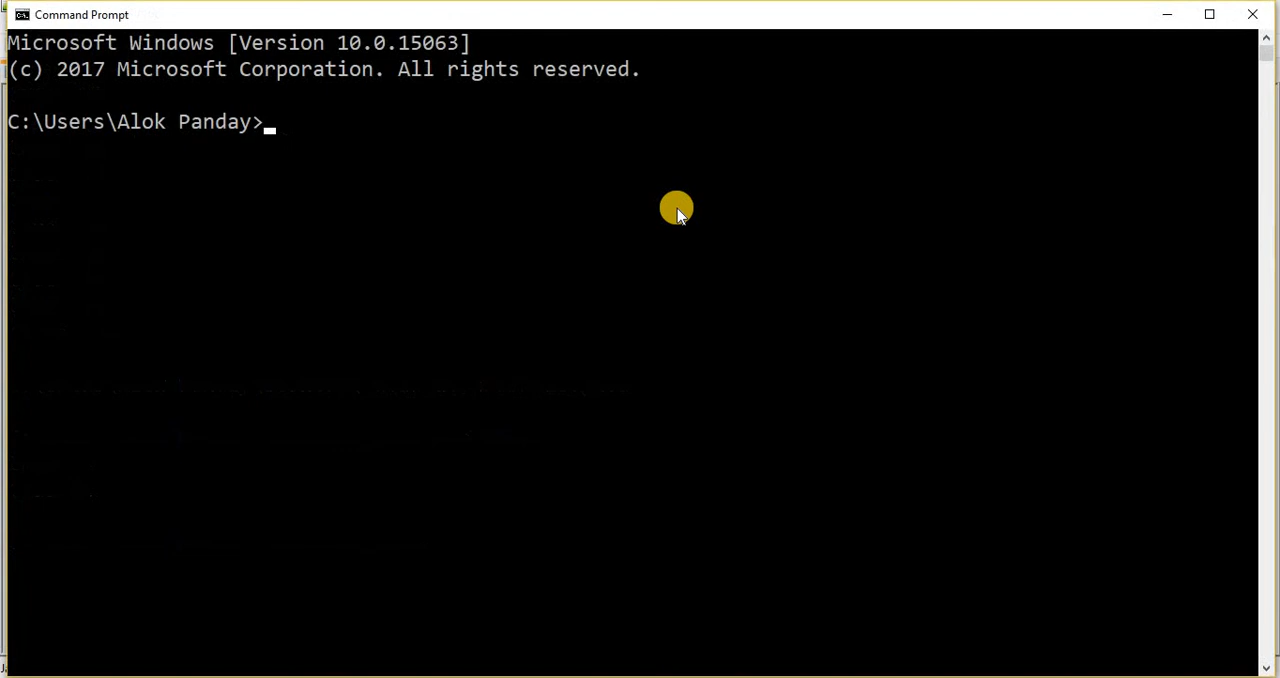 Command Prompt
Microsoft Windows [Version 10.0.15063]
(c) 2017 Microsoft Corporation. All rights reserved.
C:\Users\Alok Panday>